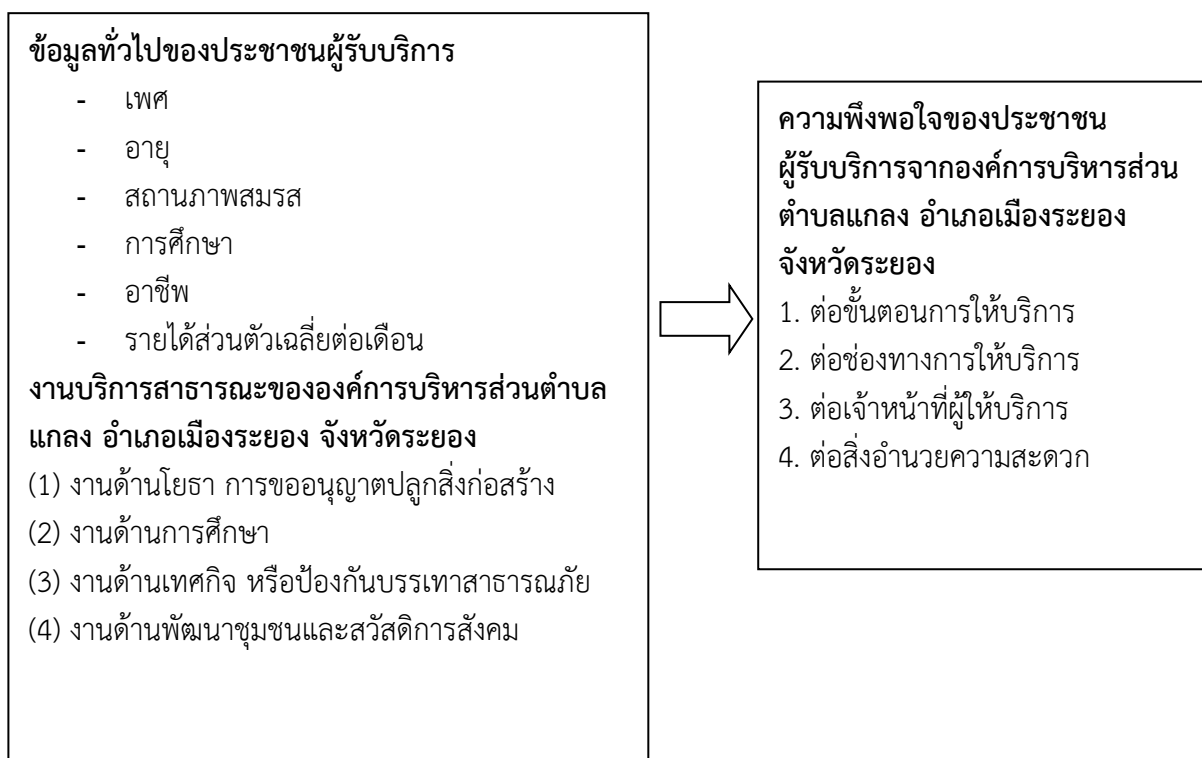 ข้อมูลทั่วไปของประชาชนผู้รับบริการ
- เพศ
- อายุ
- สถานภาพสมรส
- การศึกษา
- อาชีพ
- รายได้ส่วนตัวเฉลี่ยต่อเดือน
งานบริการสาธารณะขององค์การบริหารส่วนตำบล
แกลง อำเภอเมืองระยอง จังหวัดระยอง
(1) งานด้านโยธา การขออนุญาตปลูกสิ่งก่อสร้าง
(2) งานด้านการศึกษา
(3) งานด้านเทศกิจ หรือป้องกันบรรเทาสาธารณภัย
(4) งานด้านพัฒนาชุมชนและสวัสดิการสังคม
ความพึงพอใจของประชาชน
ผู้รับบริการจากองค์การบริหารส่วน
ตำบลแกลง อำเภอเมืองระยอง
จังหวัดระยอง
1. ต่อขั้นตอนการให้บริการ
2. ต่อช่องทางการให้บริการ
3. ต่อเจ้าหน้าที่ผู้ให้บริการ
4. ต่อสิ่งอำนวยความสะดวก